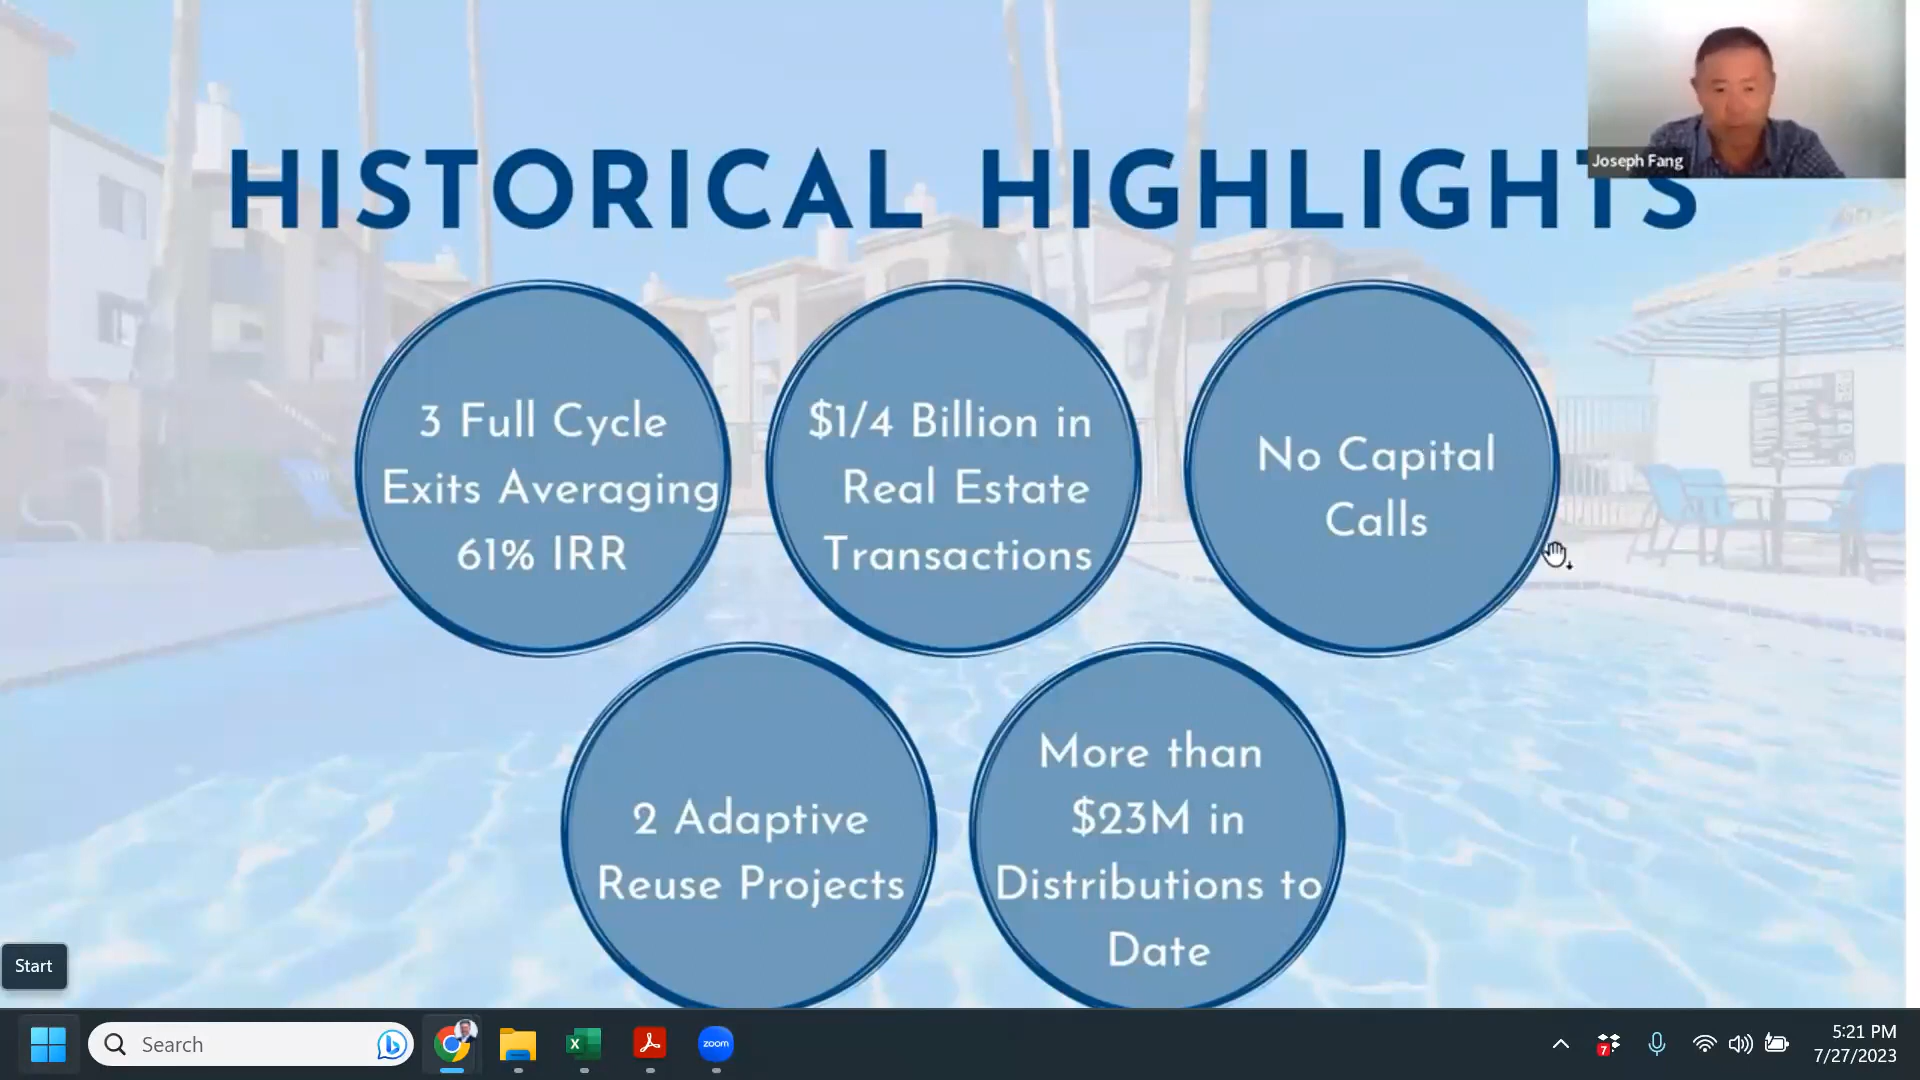 HISTORICAL HIGHLIGHTS
Joseph Fang
3 Full Cycle
Exits Averaging
61% IRR
$1/4 Billion in
Real Estate
Transactions
No Capital
Calls
2 Adaptive
Reuse Projects
More than
$23M in
Distributions to
Date
Start
Search
zoom
7
5:21 PM
7/27/2023